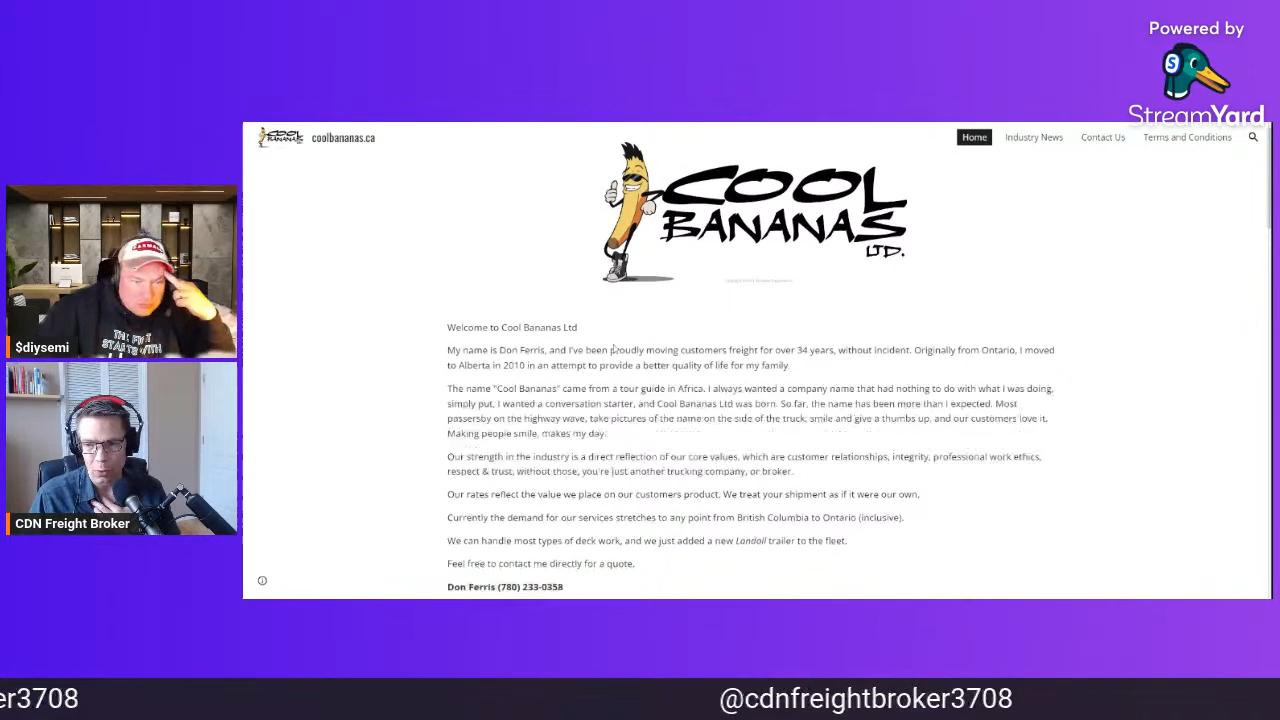 Powered by
StreamYard
COOL BANANAS
coolbananas.ca
Home
Industry News
Contact Us
Terms and Conditions
COOL
BANANAS
LTD.
Welcome to Cool Bananas Ltd
My name is Don Ferris, and I've been proudly moving customers freight for over 34 years, without incident. Originally from Ontario, I moved
to Alberta in 2010 in an attempt to provide a better quality of life for my family.
The name "Cool Bananas" came from a tour guide in Africa. I always wanted a company name that had nothing to do with what I was doing,
simply put, I wanted a conversation starter, and Cool Bananas Ltd was born. So far, the name has been more than I expected. Most
passersby on the highway wave, take pictures of the name on the side of the truck, smile and give a thumbs up, and our customers love it.
Making people smile, makes my day.
Our strength in the industry is a direct reflection of our core values, which are customer relationships, integrity, professional work ethics,
respect & trust, without those, you're just another trucking company, or broker.
Our rates reflect the value we place on our customers product. We treat your shipment as if it were our own.
Currently the demand for our services stretches to any point from British Columbia to Ontario (inclusive).
We can handle most types of deck work, and we just added a new Landoll trailer to the fleet.
Feel free to contact me directly for a quote.
Don Ferris (780) 233-0358
THE FIRST
STARTS WITH
$diysemi
CDN Freight Broker
er3708
@cdnfreightbroker3708